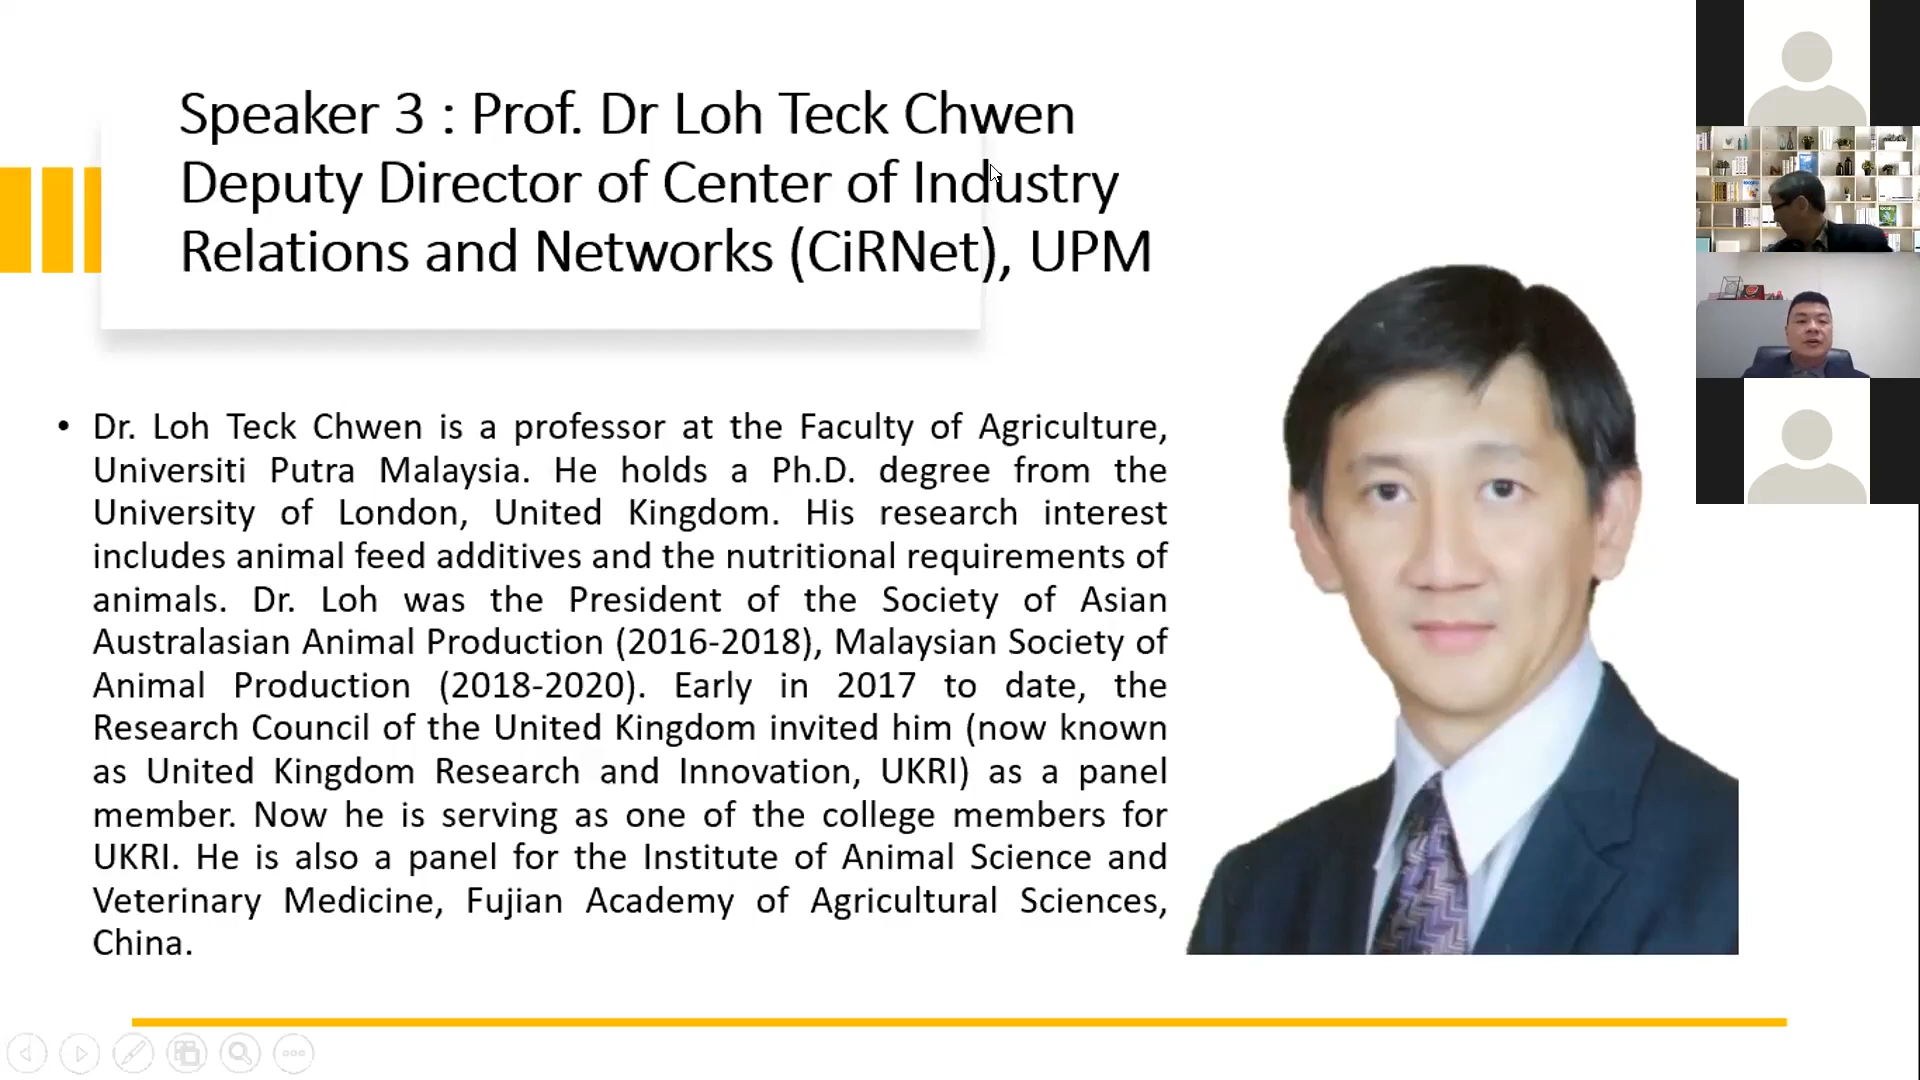 Speaker 3 : Prof. Dr Loh Teck Chwen
Deputy Director of Center of Industry
Relations and Networks (CiRNet), UPM
• Dr. Loh Teck Chwen is a professor at the Faculty of Agriculture,
Universiti Putra Malaysia. He holds a Ph.D. degree from the
University of London, United Kingdom. His research interest
includes animal feed additives and the nutritional requirements of
animals. Dr. Loh was the President of the Society of Asian
Australasian Animal Production (2016-2018), Malaysian Society of
Animal Production (2018-2020). Early in 2017 to date, the
Research Council of the United Kingdom invited him (now known
as United Kingdom Research and Innovation, UKRI) as a panel
member. Now he is serving as one of the college members for
UKRI. He is also a panel for the Institute of Animal Science and
Veterinary Medicine, Fujian Academy of Agricultural Sciences,
China.